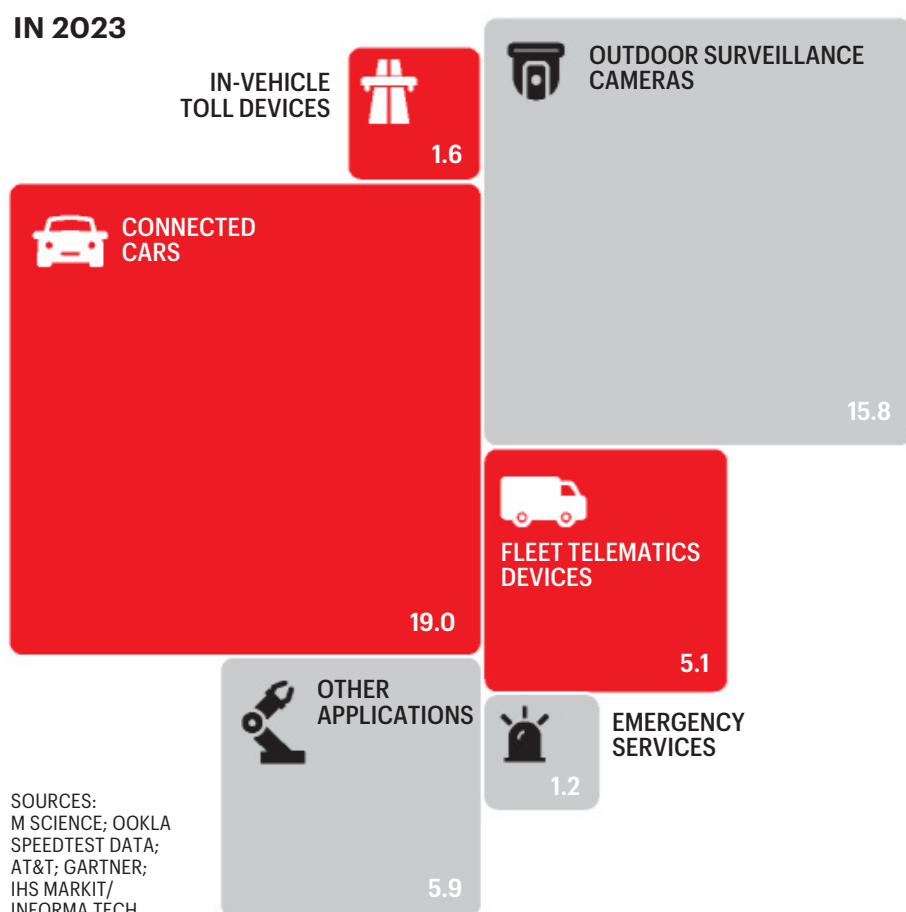 IN 2023
IN-VEHICLE
TOLL DEVICES
1.6
OUTDOOR SURVEILLANCE
CAMERAS
15.8
CONNECTED
CARS
19.0
FLEET TELEMATICS
DEVICES
5.1
OTHER
APPLICATIONS
5.9
EMERGENCY
SERVICES
1.2
SOURCES:
M SCIENCE; OOKLA
SPEEDTEST DATA;
AT&T; GARTNER;
IHS MARKIT/
INFORMA TECH